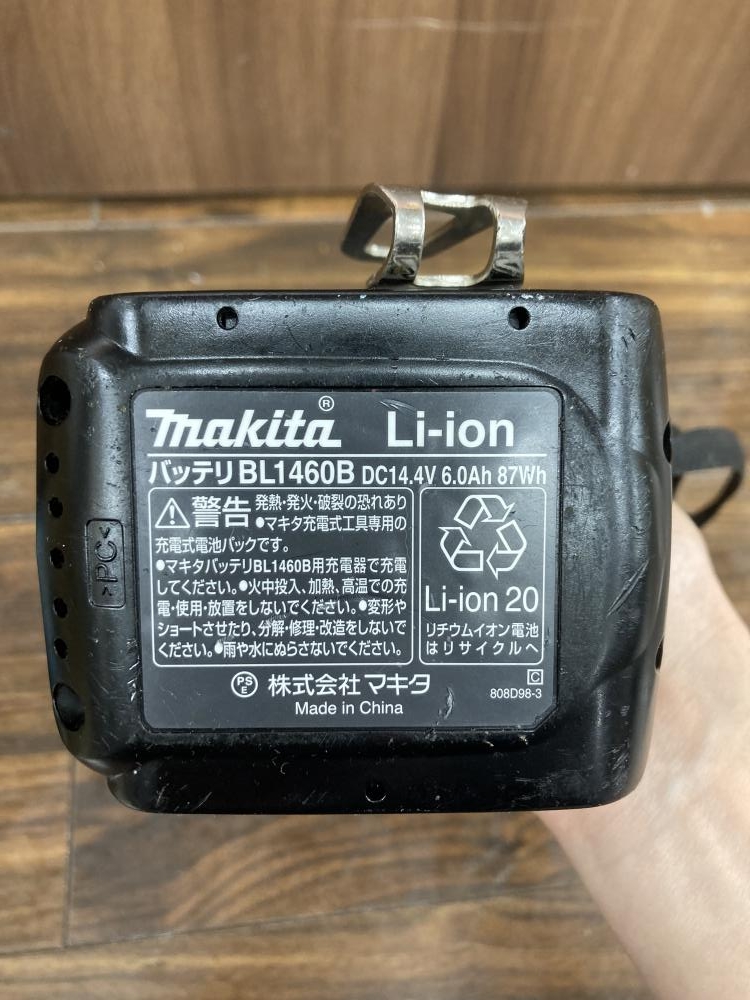 makita® Li-ion
バッテリBL1460B DC14.4V 6.0Ah 87Wh
警告 発熱・発火・破裂の恐れあり
●マキタ充電式工具専用の
充電式電池パックです。
●マキタバッテリBL1460B用充電器で充電
してください。●火中投入、加熱、高温での充
電・使用・放置をしないでください。●変形や
ショートさせたり、分解・修理・改造をしないで
ください。●雨や水にぬらさないでください。
Li-ion 20
リチウムイオン電池
はリサイクルへ
PSE 株式会社マキタ
Made in China
C
808D98-3
>PC<